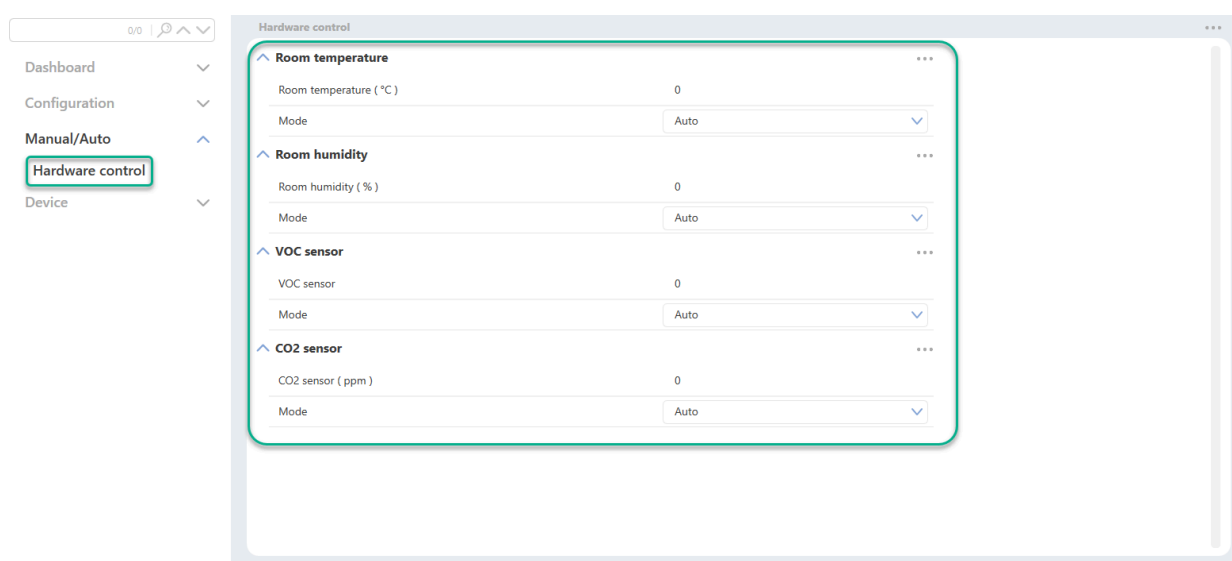 0/0
Dashboard
Configuration
Manual/Auto
Hardware control
Device
Hardware control
Room temperature
Room temperature ( °C ) 0
Mode Auto
Room humidity
Room humidity ( % ) 0
Mode Auto
VOC sensor
VOC sensor 0
Mode Auto
CO2 sensor
CO2 sensor ( ppm ) 0
Mode Auto